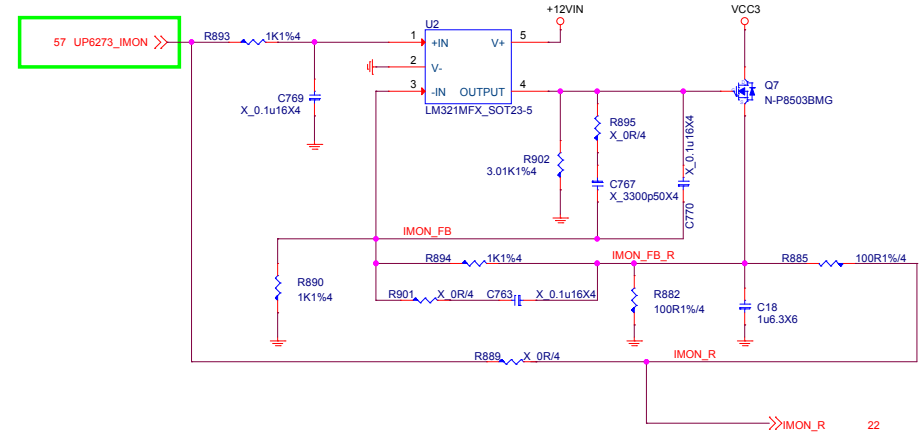 +12VIN
VCC3
57 UP6273_IMON
R893
1K1%4
U2
1
+IN
V+
5
2
V-
3
-IN
OUTPUT
4
LM321MFX_SOT23-5
Q7
N-P8503BMG
C769
X_0.1u16X4
R895
X_0R/4
X_0.1u16X4
R902
3.01K1%4
C767
X_3300p50X4
C770
IMON_FB
R894
1K1%4
IMON_FB_R
R885
100R1%/4
R890
1K1%4
R901
X_0R/4
C763
X_0.1u16X4
R882
100R1%/4
C18
1u6.3X6
R889
X_0R/4
IMON_R
IMON_R 22